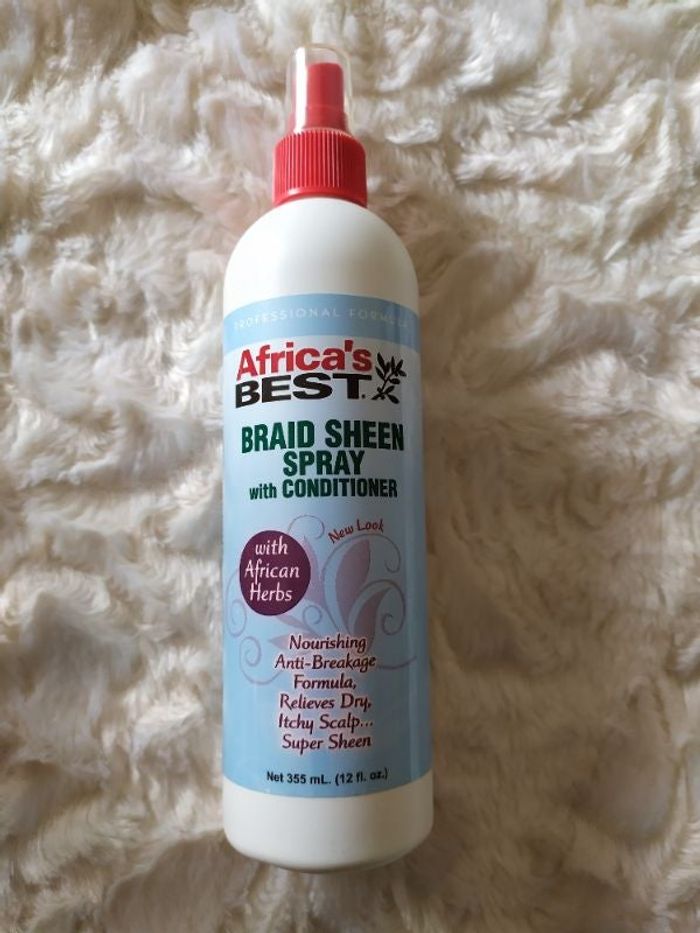 PROFESSIONAL FORMULA
Africa's
BEST.
BRAID SHEEN
SPRAY
with CONDITIONER
New Look
with
African
Herbs
Nourishing
Anti-Breakage
Formula,
Relieves Dry,
Itchy Scalp...
Super Sheen
Net 355 mL. (12 fl. oz.)